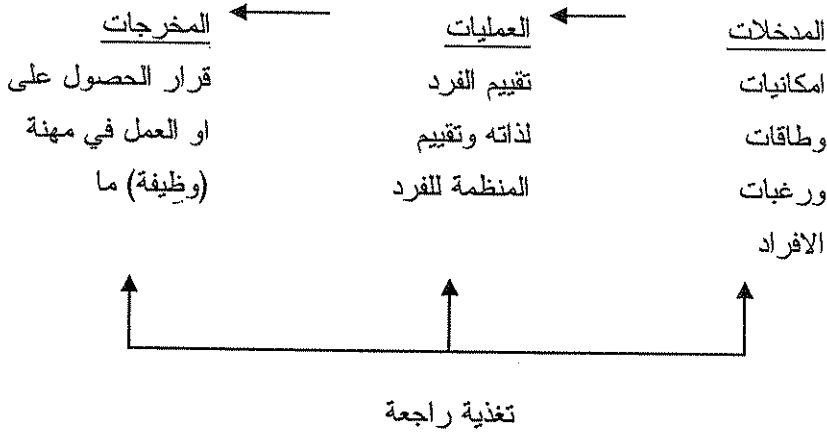 المدخلات
امكانيات
وطاقات
ورغبات
الافراد
العمليات
تقييم الفرد
لذاته وتقييم
المنظمة للفرد
المخرجات
قرار الحصول على
او العمل في مهنة
(وظيفة) ما
تغذية راجعة